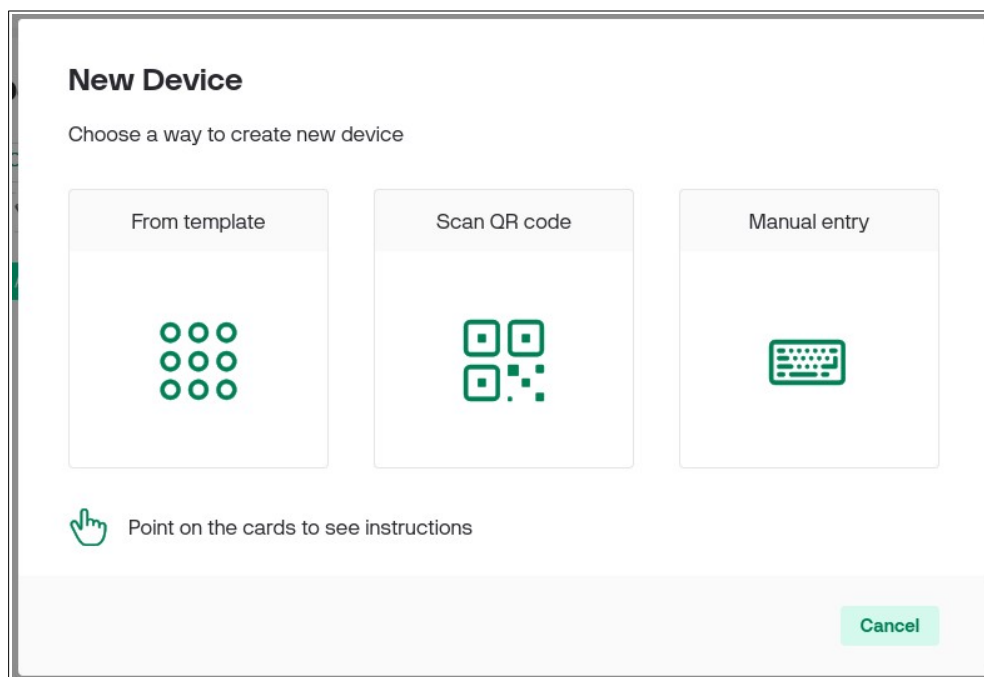 New Device
Choose a way to create new device
From template
Scan QR code
Manual entry
Point on the cards to see instructions
Cancel